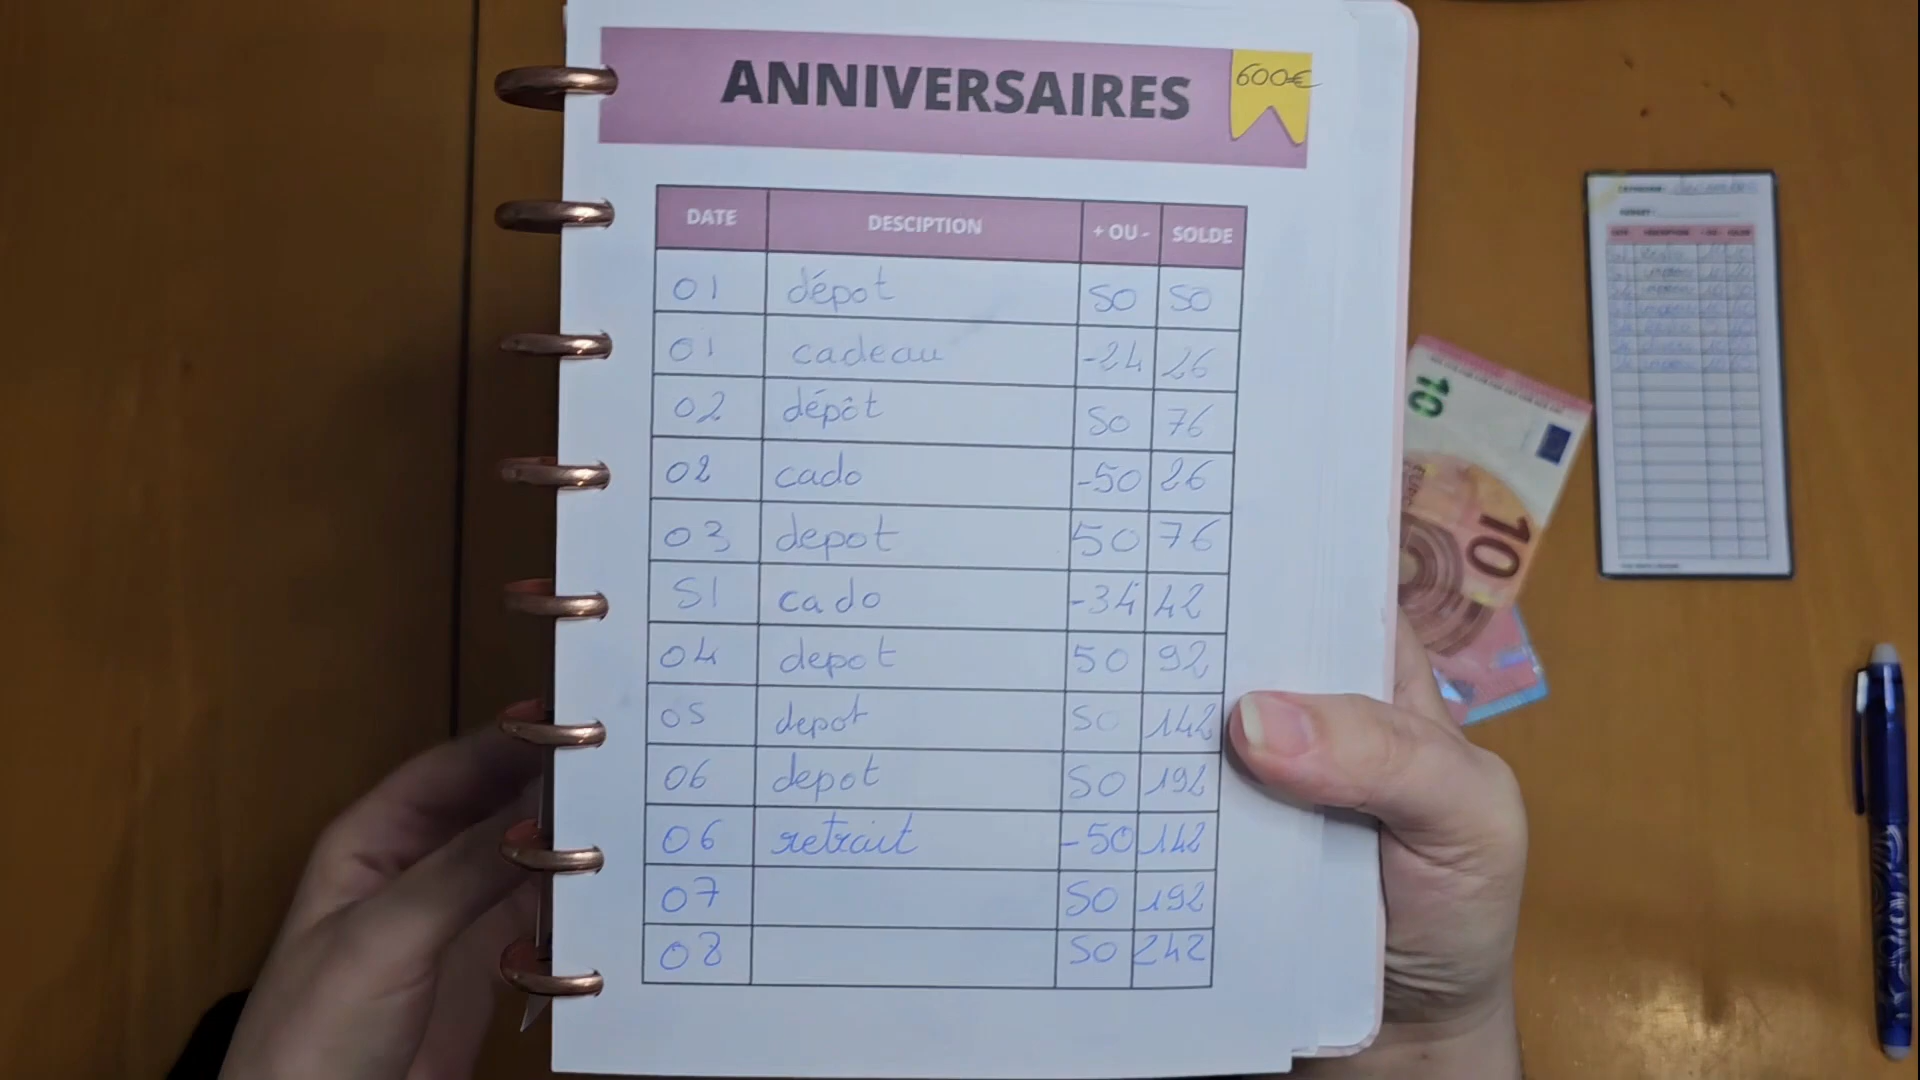 ANNIVERSAIRES
600€
DATE DESCIPTION + OU - SOLDE
01 dépot 50 50
01 cadeau -24 26
02 dépôt 50 76
02 cado -50 26
03 depot 50 76
S1 cado -34 42
04 depot 50 92
05 depot 50 142
06 depot 50 192
06 retrait -50 142
07 50 192
08 50 242
10
10